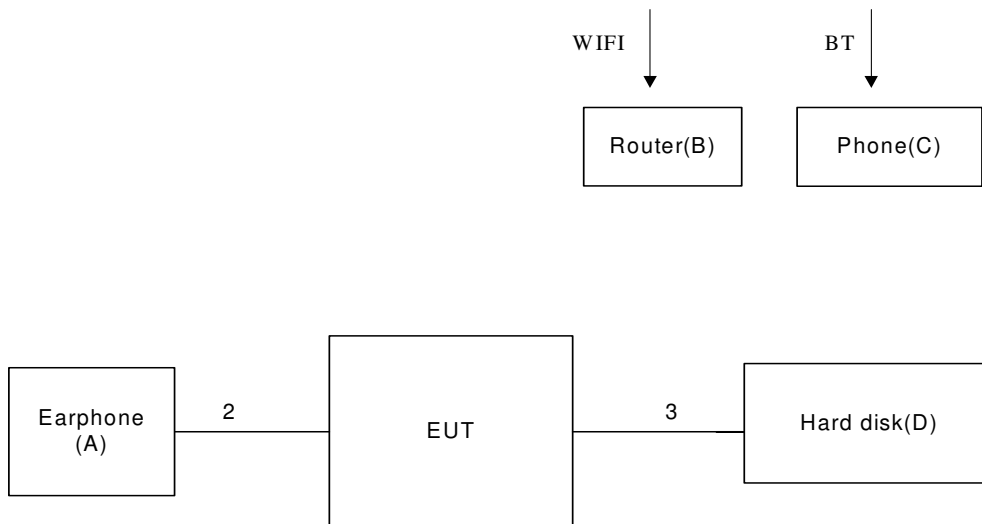 WIFI
BT
Router(B)
Phone(C)
Earphone
(A)
2
EUT
3
Hard disk(D)